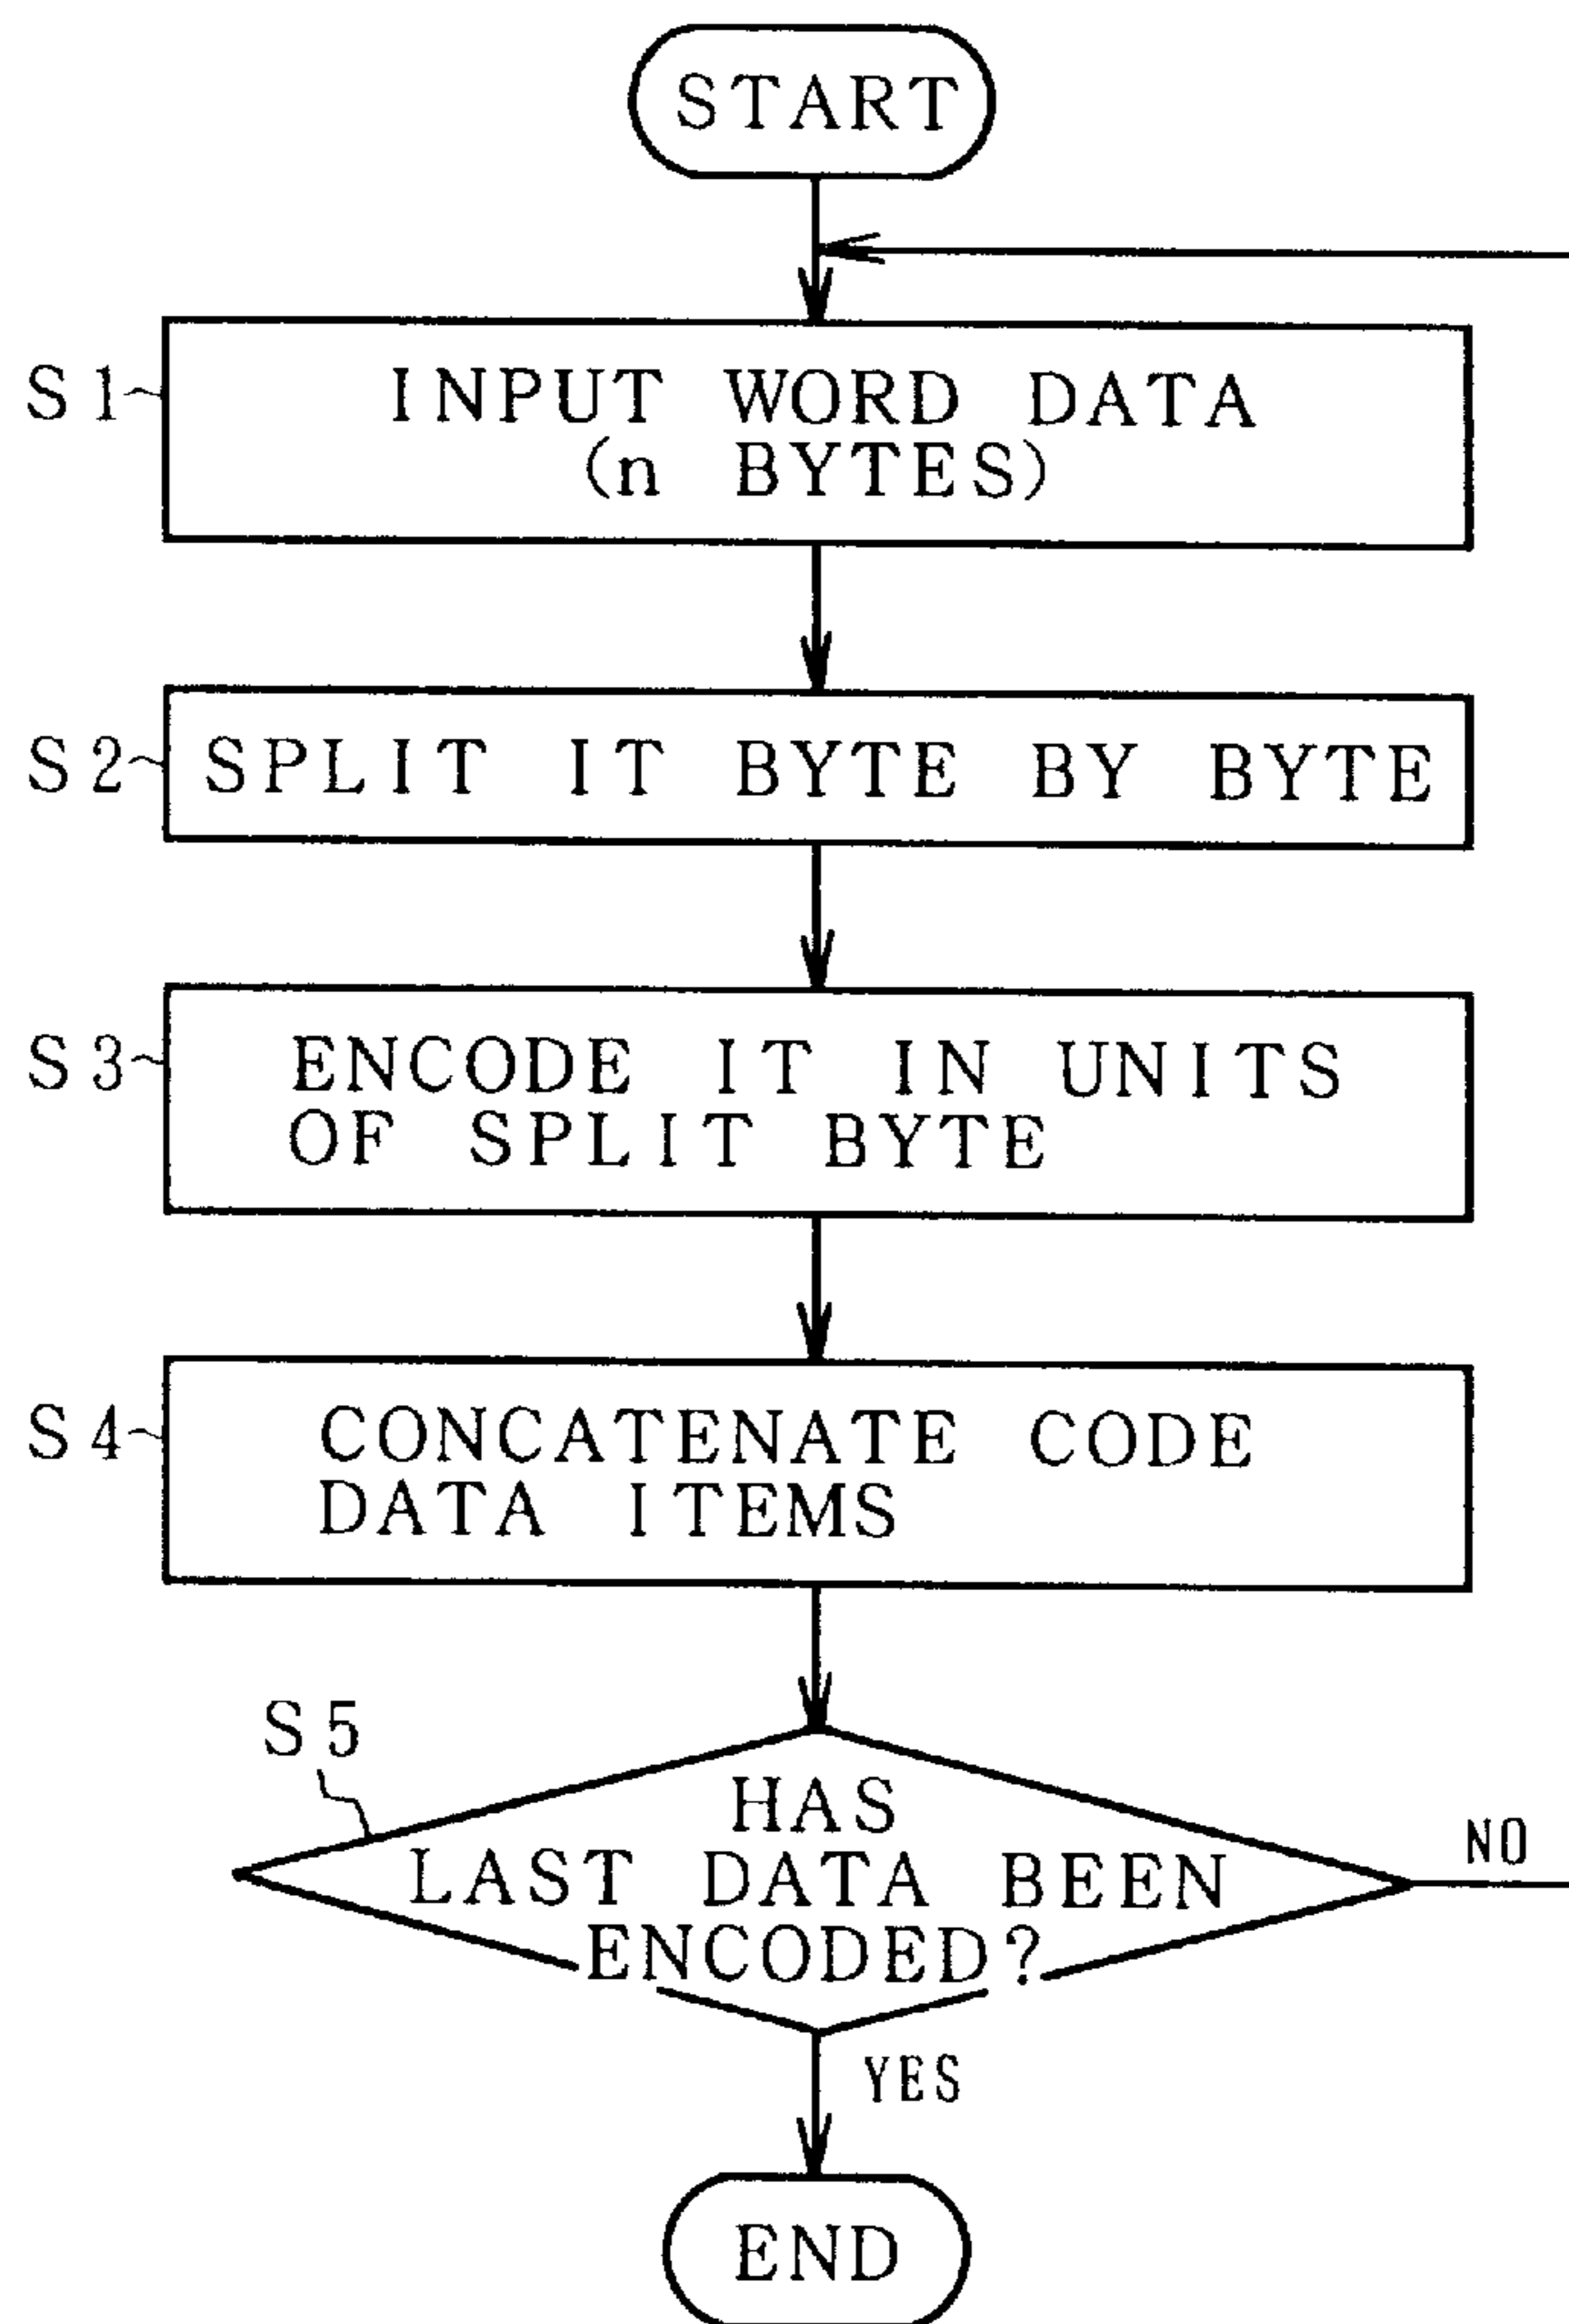 START
S1
INPUT WORD DATA
(n BYTES)
S2
SPLIT IT BYTE BY BYTE
S3
ENCODE IT IN UNITS
OF SPLIT BYTE
S4
CONCATENATE CODE
DATA ITEMS
S5
HAS
LAST DATA BEEN
ENCODED?
NO
YES
END